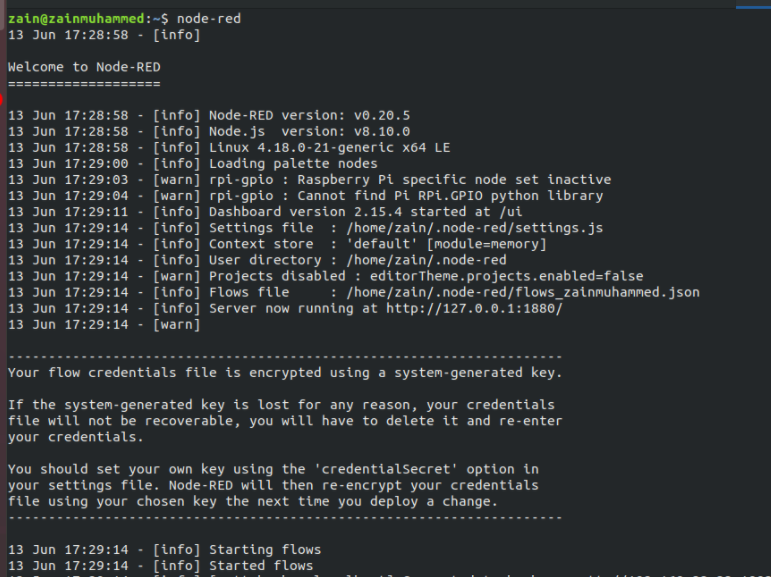 zain@zainmuhammed:~$ node-red
13 Jun 17:28:58 - [info]
Welcome to Node-RED
===================
13 Jun 17:28:58 - [info] Node-RED version: v0.20.5
13 Jun 17:28:58 - [info] Node.js  version: v8.10.0
13 Jun 17:28:58 - [info] Linux 4.18.0-21-generic x64 LE
13 Jun 17:29:00 - [info] Loading palette nodes
13 Jun 17:29:03 - [warn] rpi-gpio : Raspberry Pi specific node set inactive
13 Jun 17:29:04 - [warn] rpi-gpio : Cannot find Pi RPi.GPIO python library
13 Jun 17:29:11 - [info] Dashboard version 2.15.4 started at /ui
13 Jun 17:29:14 - [info] Settings file  : /home/zain/.node-red/settings.js
13 Jun 17:29:14 - [info] Context store  : 'default' [module=memory]
13 Jun 17:29:14 - [info] User directory : /home/zain/.node-red
13 Jun 17:29:14 - [warn] Projects disabled : editorTheme.projects.enabled=false
13 Jun 17:29:14 - [info] Flows file     : /home/zain/.node-red/flows_zainmuhammed.json
13 Jun 17:29:14 - [info] Server now running at http://127.0.0.1:1880/
13 Jun 17:29:14 - [warn]
---------------------------------------------------------------------
Your flow credentials file is encrypted using a system-generated key.
If the system-generated key is lost for any reason, your credentials
file will not be recoverable, you will have to delete it and re-enter
your credentials.
You should set your own key using the 'credentialSecret' option in
your settings file. Node-RED will then re-encrypt your credentials
file using your chosen key the next time you deploy a change.
---------------------------------------------------------------------
13 Jun 17:29:14 - [info] Starting flows
13 Jun 17:29:14 - [info] Started flows